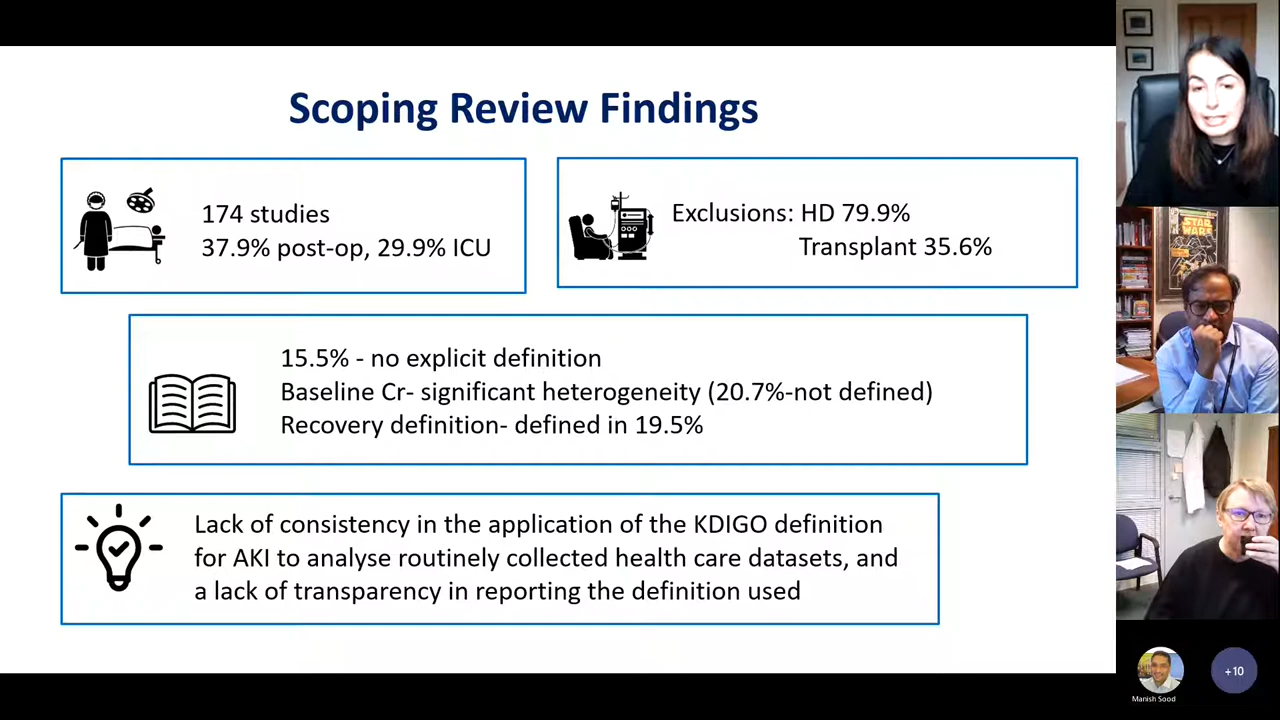 Scoping Review Findings
174 studies
37.9% post-op, 29.9% ICU
Exclusions: HD 79.9%
Transplant 35.6%
15.5% - no explicit definition
Baseline Cr- significant heterogeneity (20.7%-not defined)
Recovery definition- defined in 19.5%
Lack of consistency in the application of the KDIGO definition
for AKI to analyse routinely collected health care datasets, and
a lack of transparency in reporting the definition used
STAR
WARS
Manish Sood
+10